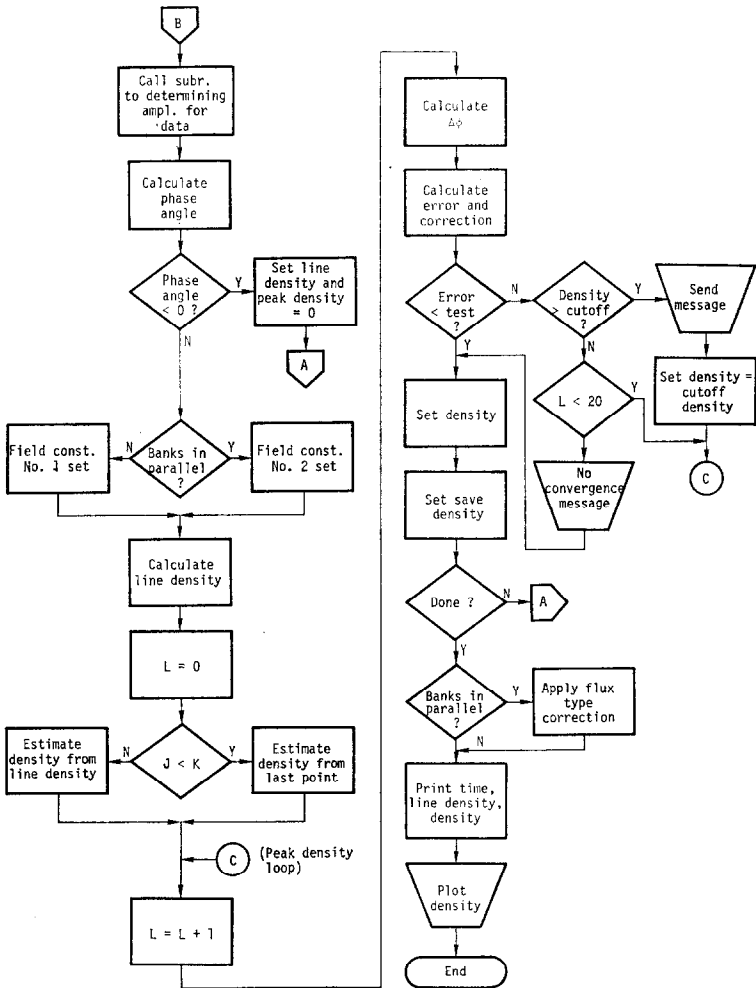 B
Call subr.
to determining
ampl. for
data
Calculate
phase
angle
Phase
angle
< 0 ?
Y
Set line
density and
peak density
= 0
A
N
Field const.
No. 1 set
N
Banks in
parallel
?
Y
Field const.
No. 2 set
Calculate
line density
L = 0
Estimate
density from
line density
N
J < K
Y
Estimate
density from
last point
C
(Peak density
loop)
L = L + 1
Calculate
Δϕ
Calculate
error and
correction
Error
< test
?
N
Y
Density
> cutoff
?
Y
N
Send
message
Set density =
cutoff
density
C
L < 20
Y
N
No
convergence
message
Set density
Set save
density
Done ?
N
A
Y
Banks in
parallel
?
Y
Apply flux
type
correction
N
Print time,
line density,
density
Plot
density
End